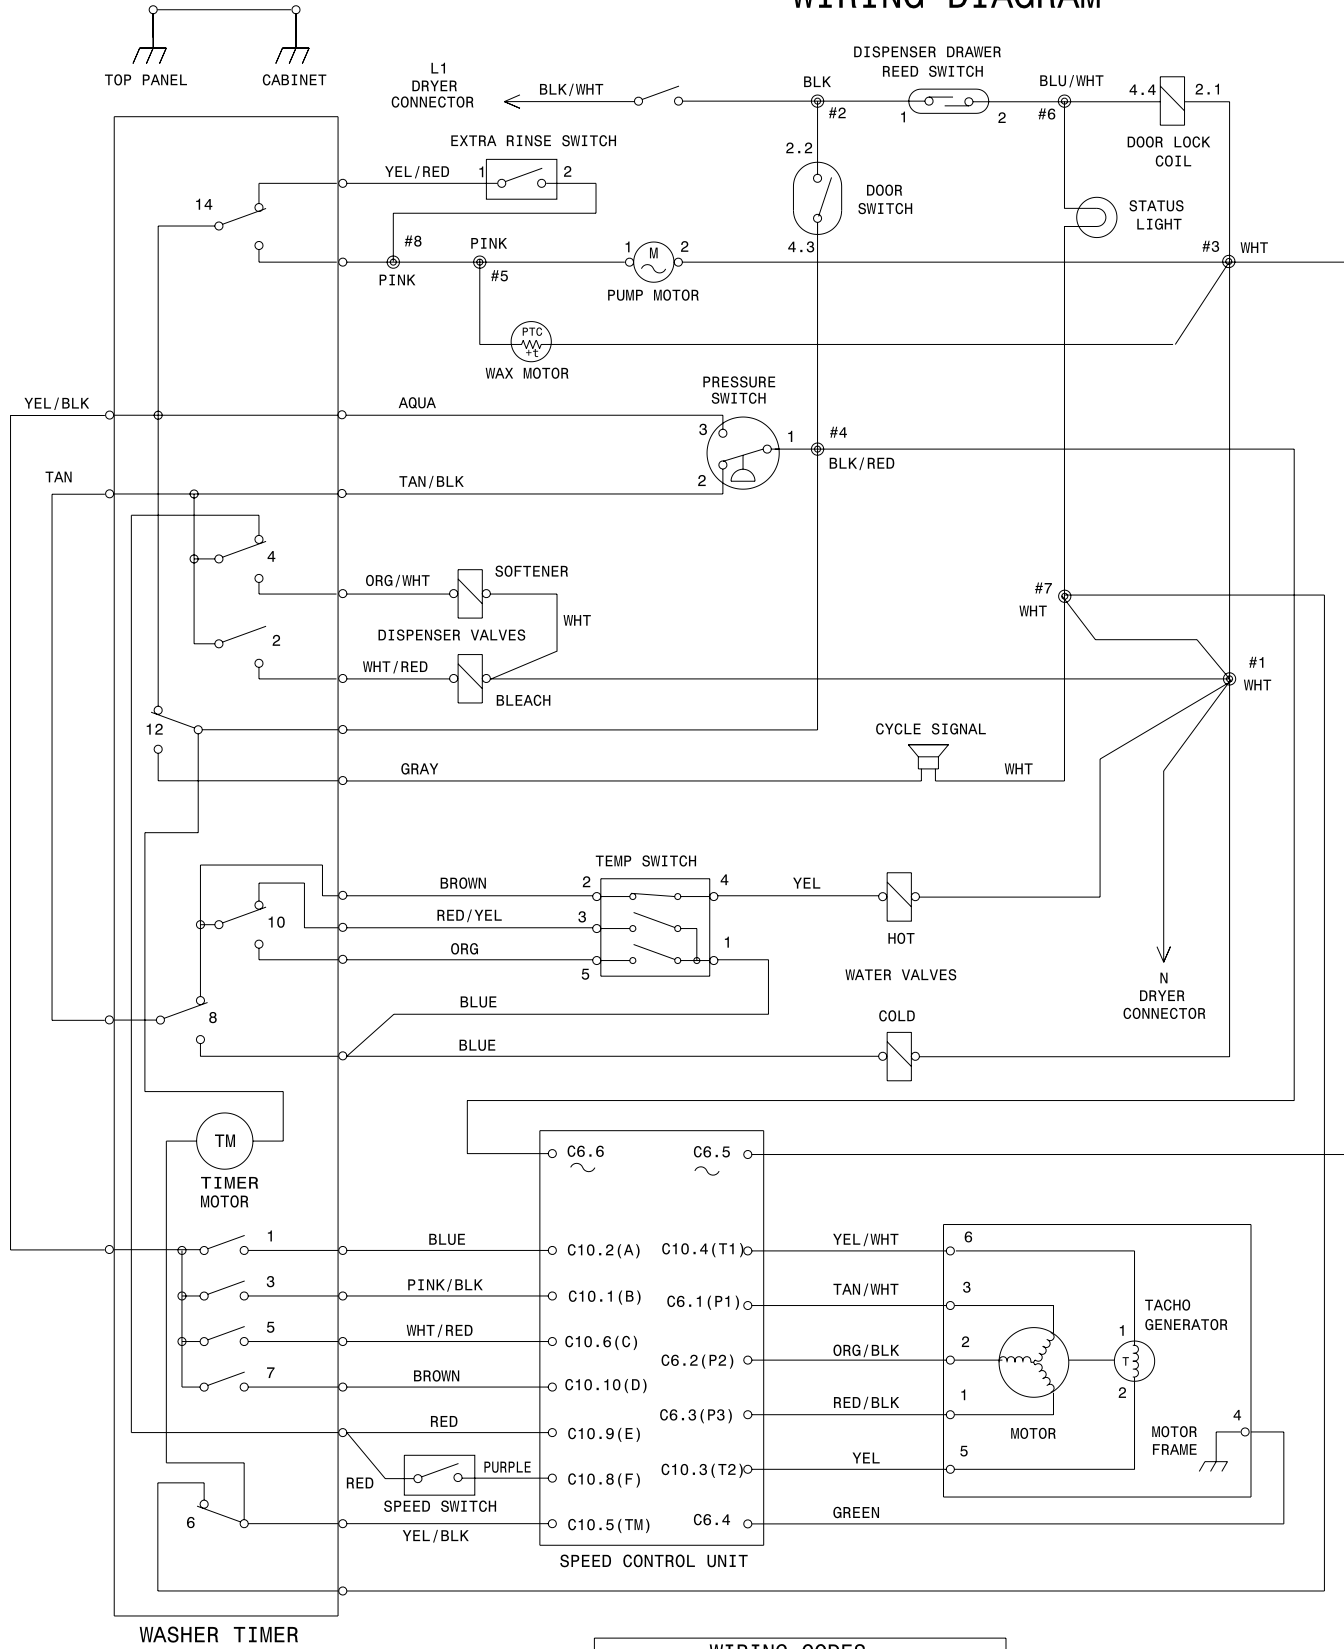 WIRING DIAGRAM
TOP PANEL
CABINET
L1
DRYER
CONNECTOR
BLK/WHT
BLK
#2
DISPENSER DRAWER
REED SWITCH
1
2
BLU/WHT
#6
4.4
2.1
DOOR LOCK
COIL
EXTRA RINSE SWITCH
YEL/RED
1
2
14
2.2
DOOR
SWITCH
4.3
STATUS
LIGHT
#8
PINK
PINK
#5
1
M
2
PUMP MOTOR
#3
WHT
PTC
+t
WAX MOTOR
PRESSURE
SWITCH
YEL/BLK
AQUA
3
1
2
#4
BLK/RED
TAN
TAN/BLK
4
ORG/WHT
SOFTENER
WHT
DISPENSER VALVES
2
WHT/RED
BLEACH
#7
WHT
#1
WHT
12
CYCLE SIGNAL
GRAY
WHT
TEMP SWITCH
BROWN
2
4
YEL
RED/YEL
3
10
ORG
5
1
HOT
WATER VALVES
N
DRYER
CONNECTOR
BLUE
8
BLUE
COLD
TM
TIMER
MOTOR
C6.6
C6.5
1
BLUE
C10.2(A)
C10.4(T1)
YEL/WHT
6
3
PINK/BLK
C10.1(B)
C6.1(P1)
TAN/WHT
3
TACHO
GENERATOR
5
WHT/RED
C10.6(C)
C6.2(P2)
ORG/BLK
2
1
T
2
7
BROWN
C10.10(D)
C6.3(P3)
RED/BLK
1
MOTOR
MOTOR
FRAME
4
RED
C10.9(E)
RED
PURPLE
C10.8(F)
C10.3(T2)
YEL
5
SPEED SWITCH
6
YEL/BLK
C10.5(TM)
C6.4
GREEN
SPEED CONTROL UNIT
WASHER TIMER
WIRING CODES